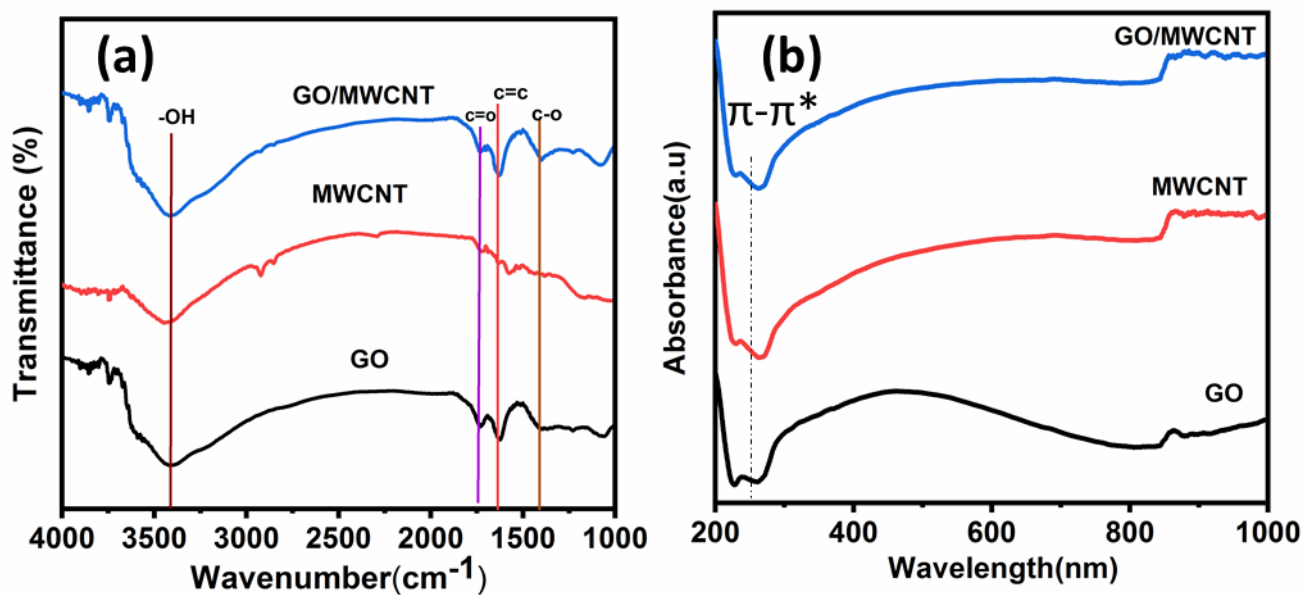 (a)
GO/MWCNT
-OH
c=o
c=c
c-o
MWCNT
GO
Transmittance (%)
4000 3500 3000 2500 2000 1500 1000
Wavenumber(cm-1)
(b)
GO/MWCNT
π-π*
MWCNT
GO
Absorbance(a.u)
200 400 600 800 1000
Wavelength(nm)